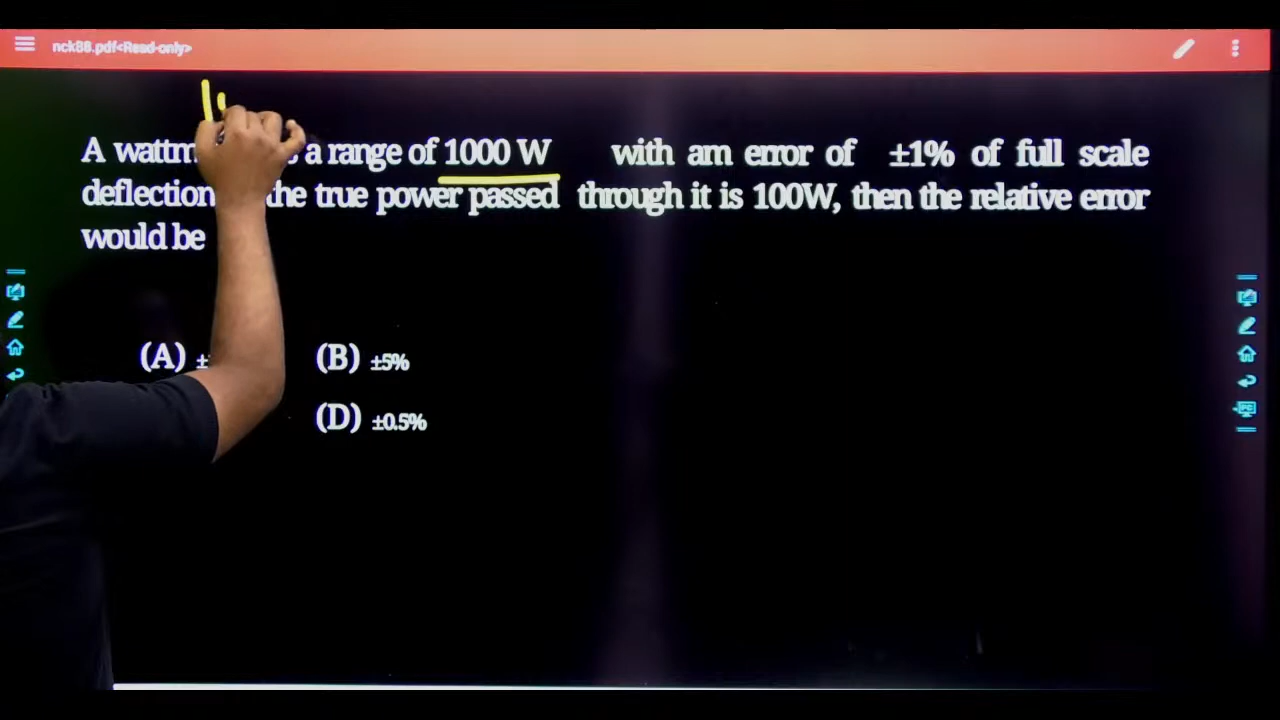 nck88.pdf<Read-only>
A a range of 1000 W with am error of ±1% of full scale
deflection the true power passed through it is 100W, then the relative error
would be
(A) (B) ±5%
(D) ±0.5%